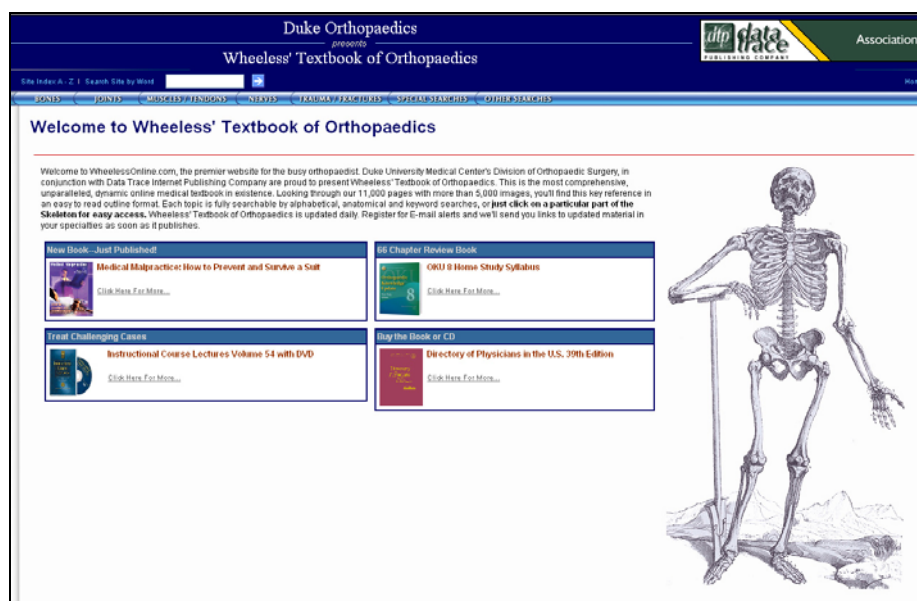 Duke Orthopaedics
presents
Wheeless' Textbook of Orthopaedics
dtp data trace
PUBLISHING COMPANY
Association
Site Index A - Z | Search Site by Word
BONES JOINTS MUSCLES / TENDONS NERVES TRAUMA / FRACTURES SPECIAL SEARCHES OTHER SEARCHES
Welcome to Wheeless' Textbook of Orthopaedics
Welcome to WheelessOnline.com, the premier website for the busy orthopaedist. Duke University Medical Center's Division of Orthopaedic Surgery, in
conjunction with Data Trace Internet Publishing Company are proud to present Wheeless' Textbook of Orthopaedics. This is the most comprehensive,
unparalleled, dynamic online medical textbook in existence. Looking through our 11,000 pages with more than 5,000 images, you'll find this key reference in
an easy to read outline format. Each topic is fully searchable by alphabetical, anatomical and keyword searches, or just click on a particular part of the
Skeleton for easy access. Wheeless' Textbook of Orthopaedics is updated daily. Register for E-mail alerts and we'll send you links to updated material in
your specialties as soon as it publishes.
New Book--Just Published!
Medical Malpractice: How to Prevent and Survive a Suit
Click Here For More...
66 Chapter Review Book
8
OKU 8 Home Study Syllabus
Click Here For More...
Treat Challenging Cases
Instructional Course Lectures Volume 54 with DVD
Click Here For More...
Buy the Book or CD
Directory of Physicians in the U.S. 39th Edition
Click Here For More...